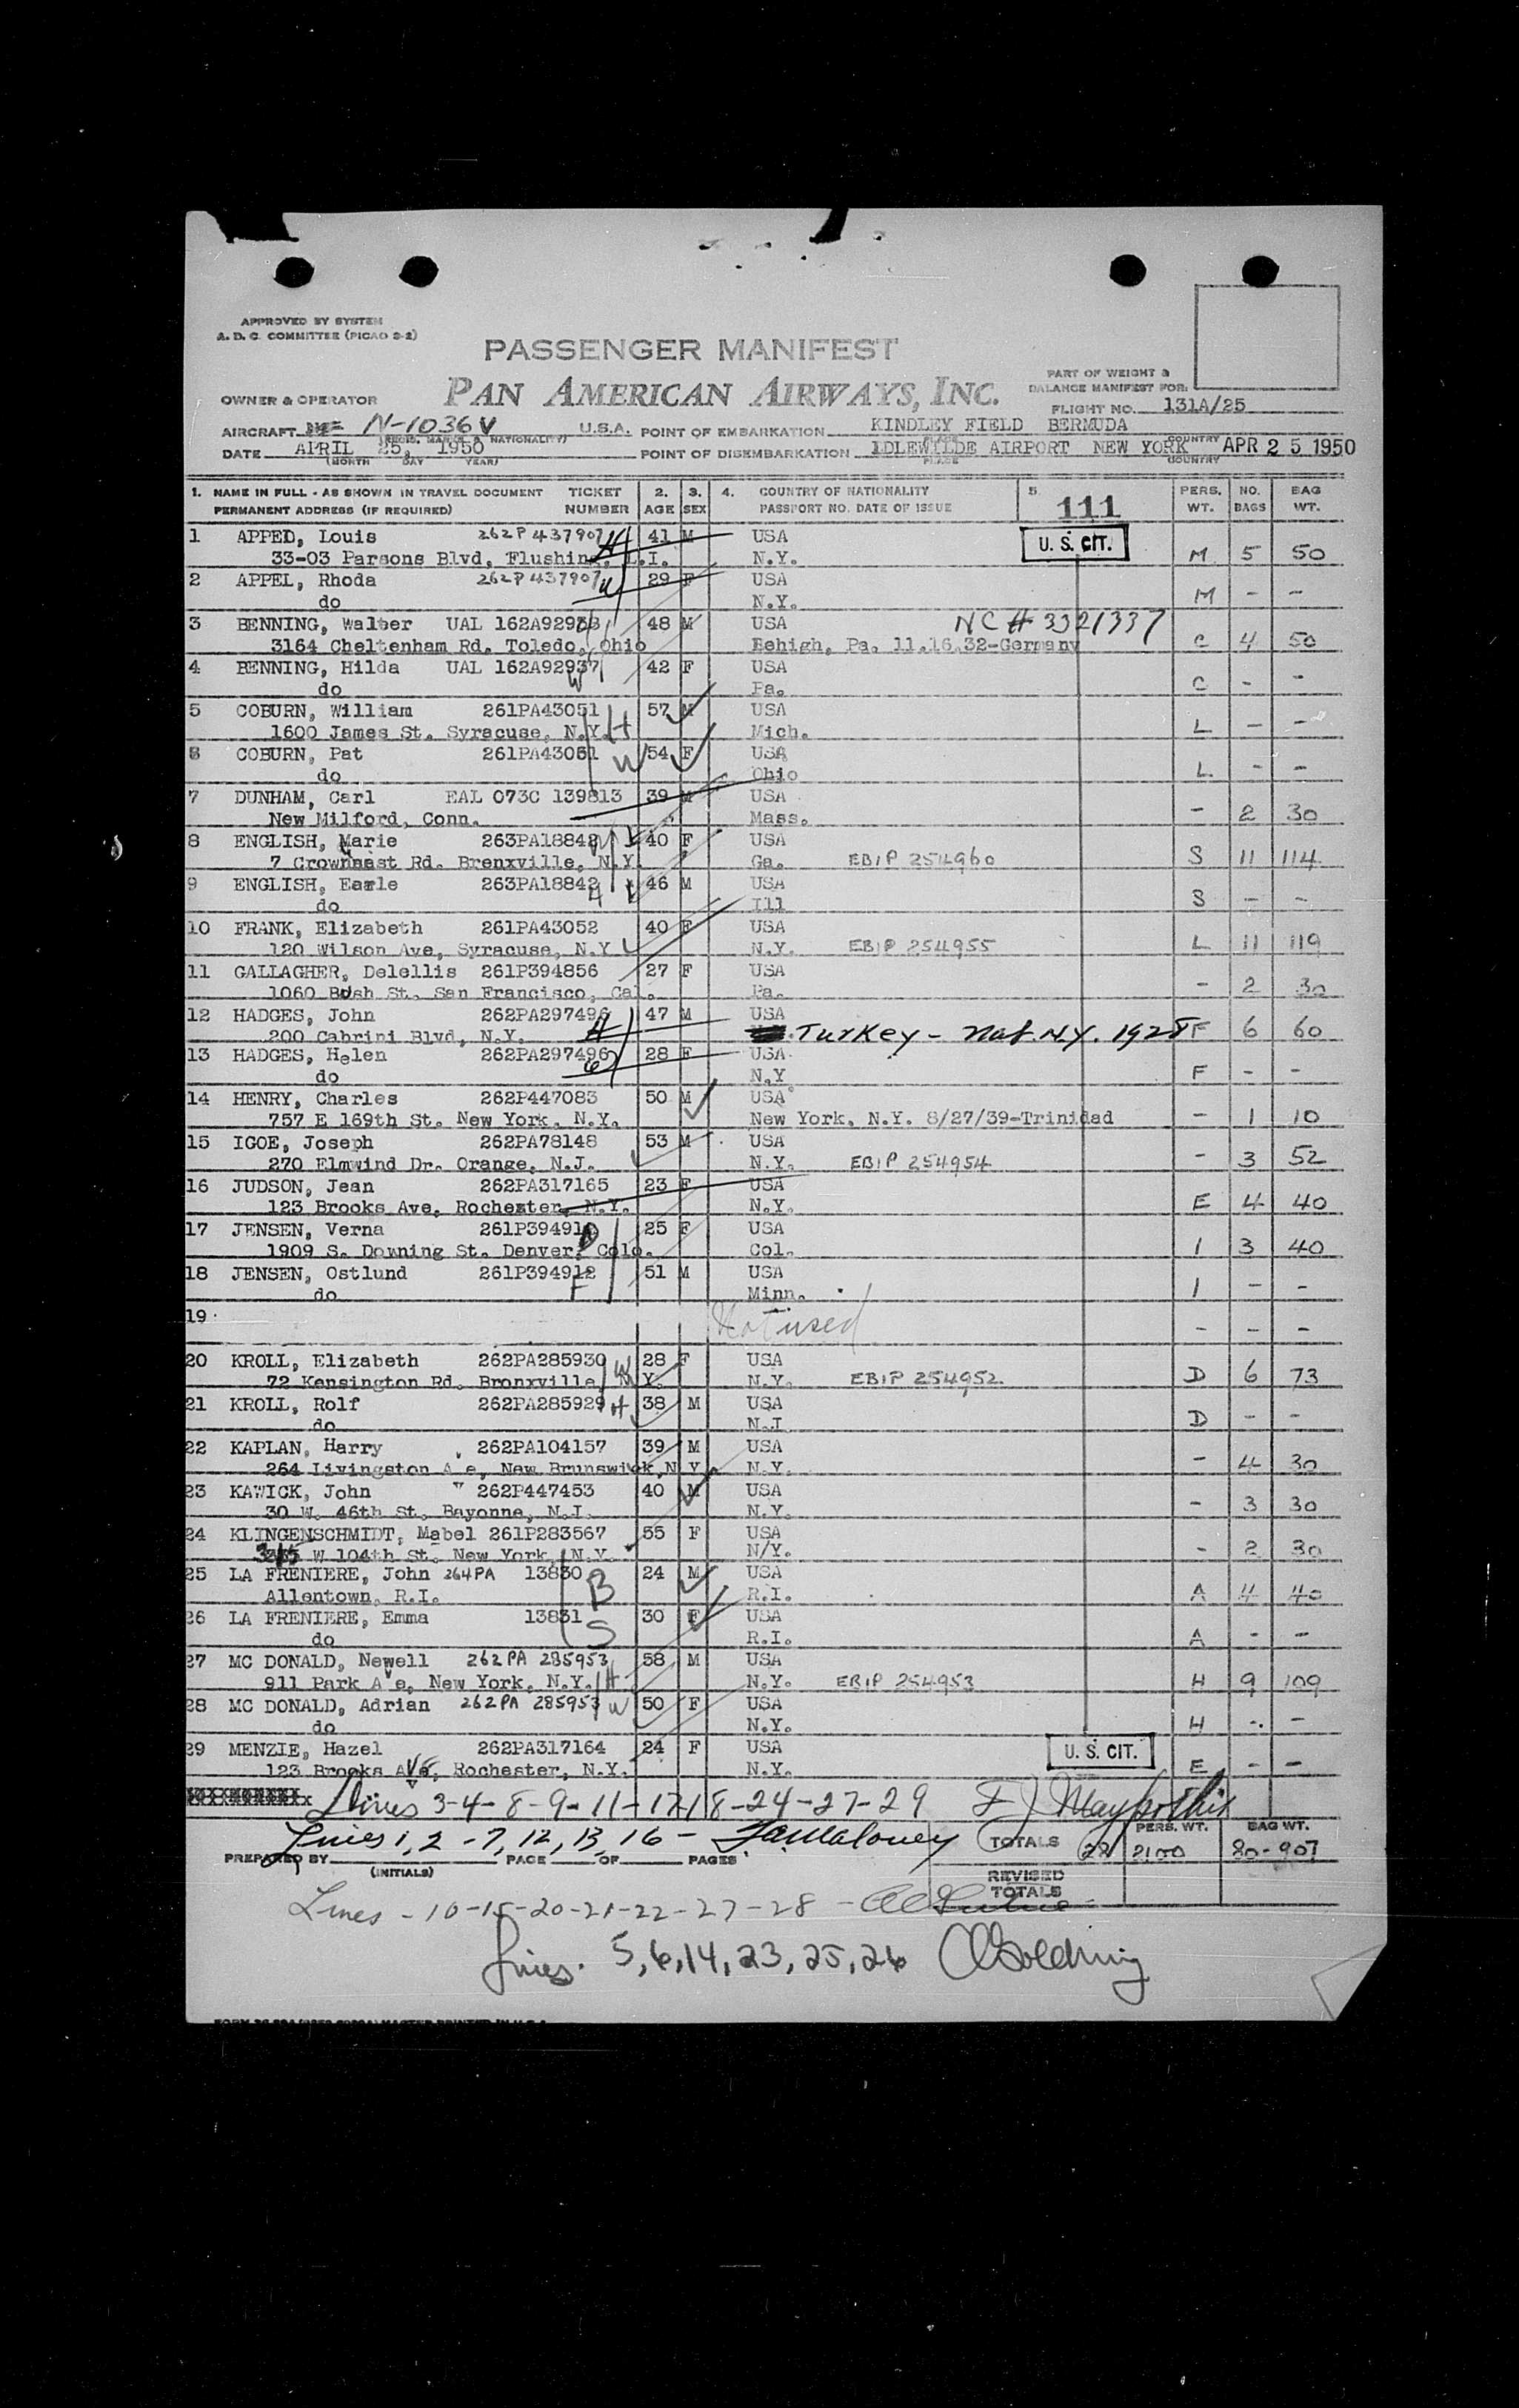 APPROVED BY SYSTEM
A. D. C. COMMITTEE (PICAO 9-2)
PASSENGER MANIFEST
PART OF WEIGHT &
BALANCE MANIFEST FOR:
OWNER & OPERATOR PAN AMERICAN AIRWAYS, INC.
FLIGHT NO. 131A/25
AIRCRAFT N-1036V U.S.A. POINT OF EMBARKATION KINDLEY FIELD BERMUDA
(REGIS. MARKS & NATIONALITY) PLACE COUNTRY
DATE APRIL 25, 1950 POINT OF DISEMBARKATION IDLEWILDE AIRPORT NEW YORK APR 25 1950
(MONTH DAY YEAR) PLACE COUNTRY
1. NAME IN FULL - AS SHOWN IN TRAVEL DOCUMENT TICKET 2. 3. 4. COUNTRY OF NATIONALITY 5 PERS. NO. BAG
PERMANENT ADDRESS (IF REQUIRED) NUMBER AGE SEX PASSPORT NO. DATE OF ISSUE 111 WT. BAGS WT.
1 APPED, Louis 262P437907 H 41 M USA U. S. CIT.
33-03 Parsons Blvd, Flushing, L.I. N.Y. M 5 50
2 APPEL, Rhoda 262P437907 W 29 F USA
do N.Y. M - -
3 BENNING, Walter UAL 162A92938 48 M USA NC # 3321337
3164 Cheltenham Rd. Toledo, Ohio Eehigh, Pa. 11.16.32-Germany C 4 50
4 BENNING, Hilda UAL 162A92937 W 42 F USA
do Pa. C - -
5 COBURN, William 261PA43051 57 M USA
1600 James St. Syracuse, N.Y. H Mich. L - -
6 COBURN, Pat 261PA43051 W 54 F USA
do Ohio L - -
7 DUNHAM, Carl EAL 073C 139813 39 M USA
New Milford, Conn. Mass. - 2 30
8 ENGLISH, Marie 263PA18842 W 40 F USA
7 Crownhast Rd. Brenxville, N.Y. Ga. EBIP 254960 S 11 114
9 ENGLISH, Earle 263PA18842 H 46 M USA
do Ill S - -
10 FRANK, Elizabeth 261PA43052 40 F USA
120 Wilson Ave, Syracuse, N.Y N.Y. EBIP 254955 L 11 119
11 GALLAGHER, Delellis 261P394856 27 F USA
1060 Bush St. San Francisco, Cal. Pa. - 2 30
12 HADGES, John 262PA297496 47 M USA
200 Cabrini Blvd, N.Y. H Turkey - Nat. N.Y. 1928 F 6 60
13 HADGES, Helen 262PA297496 W 28 F USA
do N.Y F - -
14 HENRY, Charles 262P447083 50 M USA
757 E 169th St. New York, N.Y. New York, N.Y. 8/27/39-Trinidad - 1 10
15 IGOE, Joseph 262PA78148 53 M USA
270 Elmwind Dr. Orange, N.J. N.Y. EBIP 254954 - 3 52
16 JUDSON, Jean 262PA317165 23 F USA
123 Brooks Ave, Rochester, N.Y. N.Y. E 4 40
17 JENSEN, Verna 261P394912 D 25 F USA
1909 S. Downing St. Denver, Colo. Col. I 3 40
18 JENSEN, Ostlund 261P394912 F 51 M USA
do Minn. I - -
19 Not used - - -
20 KROLL, Elizabeth 262PA285930 W 28 F USA
72 Kensington Rd. Bronxville, N.Y. N.Y. EBIP 254952 D 6 73
21 KROLL, Rolf 262PA285929 H 38 M USA
do N.J D - -
22 KAPLAN, Harry 262PA104157 39 M USA
264 Livingston A e, New Brunswick,N Y N.Y. - 4 30
23 KAWICK, John 262P447453 40 M USA
30 W. 46th St. Bayonne, N.J. N.Y. - 3 30
24 KLINGENSCHMIDT, Mabel 261P283567 55 F USA
345 W 104th St. New York, N.Y. N/Y. - 2 30
25 LA FRENIERE, John 264PA 13830 24 M USA
Allentown, R.I. B R.I. A 4 40
26 LA FRENIERE, Emma 13831 30 F USA
do S R.I. A - -
27 MC DONALD, Newell 262PA 285953 58 M USA
911 Park Ave, New York, N.Y. H N.Y. EBIP 254953 H 9 109
28 MC DONALD, Adrian 262PA 285953 W 50 F USA
do N.Y. H - -
29 MENZIE, Hazel 262PA317164 24 F USA U. S. CIT.
123 Brooks Ave, Rochester, N.Y. N.Y. E - -
Lines 3-4-8-9-11-17-18-24-27-29
Lines 1, 2 - 7, 12, 13, 16 - TOTALS 28 PERS. WT. 2100 BAG WT. 80-907
PREPARED BY PAGE OF PAGES
(INITIALS)
REVISED
TOTALS
Lines - 10-15-20-21-22-27-28 -
Lines. 5, 6, 14, 23, 25, 26